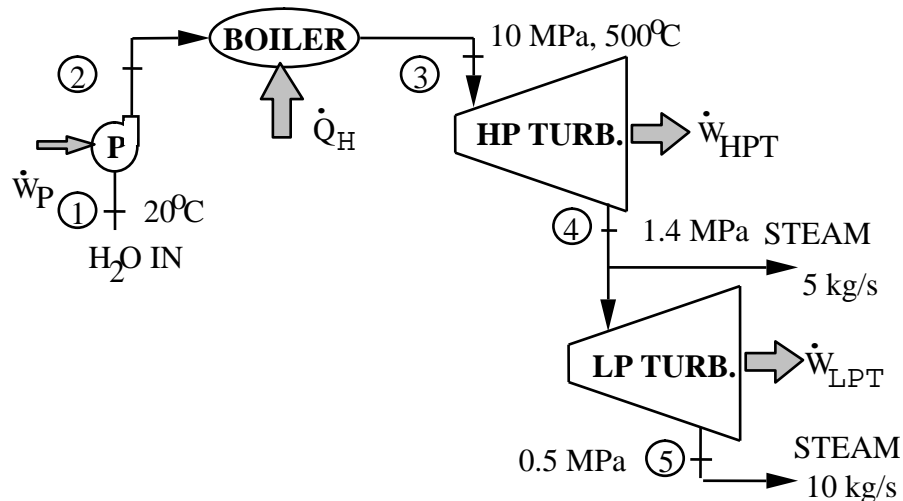 BOILER
10 MPa, 500°C
2
3
Q̇H
HP TURB.
ẆHPT
P
ẆP
1
20°C
H2O IN
4
1.4 MPa STEAM
5 kg/s
LP TURB.
ẆLPT
0.5 MPa
5
STEAM
10 kg/s